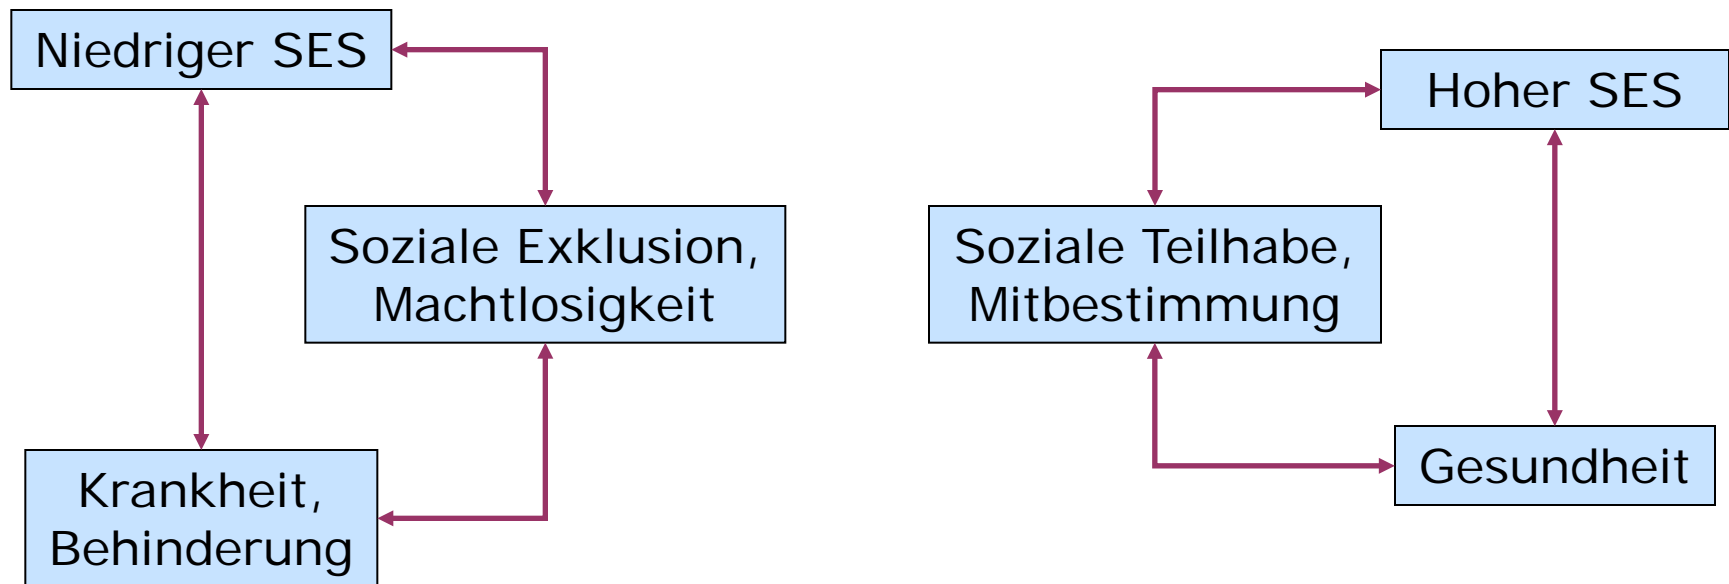 Niedriger SES
Soziale Exklusion,
Machtlosigkeit
Krankheit,
Behinderung
Hoher SES
Soziale Teilhabe,
Mitbestimmung
Gesundheit